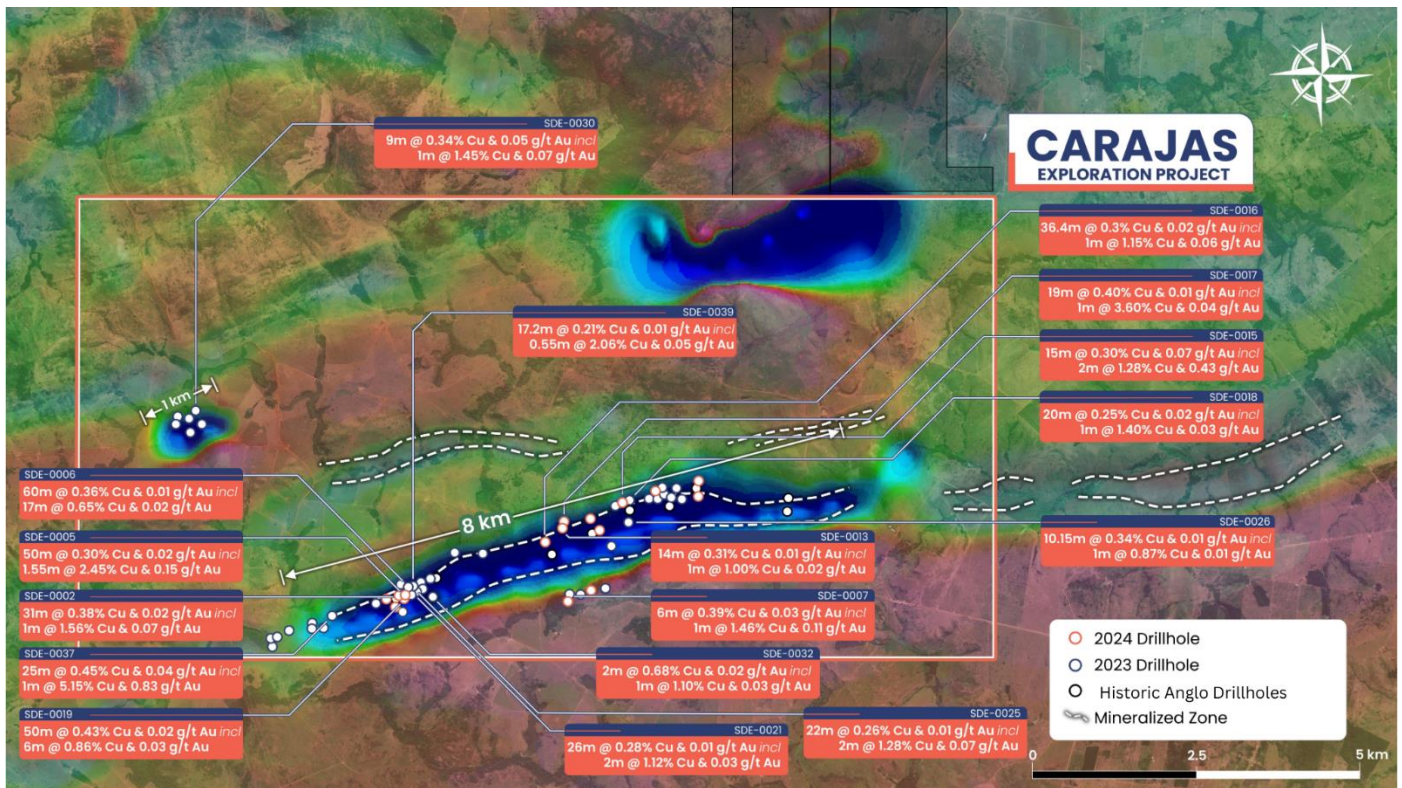 CARAJAS
EXPLORATION PROJECT
SDE-0030
9m @ 0.34% Cu & 0.05 g/t Au incl
1m @ 1.45% Cu & 0.07 g/t Au
SDE-0016
36.4m @ 0.3% Cu & 0.02 g/t Au incl
1m @ 1.15% Cu & 0.06 g/t Au
SDE-0017
19m @ 0.40% Cu & 0.01 g/t Au incl
1m @ 3.60% Cu & 0.04 g/t Au
SDE-0039
17.2m @ 0.21% Cu & 0.01 g/t Au incl
0.55m @ 2.06% Cu & 0.05 g/t Au
SDE-0015
15m @ 0.30% Cu & 0.07 g/t Au incl
2m @ 1.28% Cu & 0.43 g/t Au
SDE-0018
20m @ 0.25% Cu & 0.02 g/t Au incl
1m @ 1.40% Cu & 0.03 g/t Au
1 km
8 km
SDE-0006
60m @ 0.36% Cu & 0.01 g/t Au incl
17m @ 0.65% Cu & 0.02 g/t Au
SDE-0005
50m @ 0.30% Cu & 0.02 g/t Au incl
1.55m @ 2.45% Cu & 0.15 g/t Au
SDE-0002
31m @ 0.38% Cu & 0.02 g/t Au incl
1m @ 1.56% Cu & 0.07 g/t Au
SDE-0037
25m @ 0.45% Cu & 0.04 g/t Au incl
1m @ 5.15% Cu & 0.83 g/t Au
SDE-0019
50m @ 0.43% Cu & 0.02 g/t Au incl
6m @ 0.86% Cu & 0.03 g/t Au
SDE-0026
10.15m @ 0.34% Cu & 0.01 g/t Au incl
1m @ 0.87% Cu & 0.01 g/t Au
SDE-0013
14m @ 0.31% Cu & 0.01 g/t Au incl
1m @ 1.00% Cu & 0.02 g/t Au
SDE-0007
6m @ 0.39% Cu & 0.03 g/t Au incl
1m @ 1.46% Cu & 0.11 g/t Au
SDE-0032
2m @ 0.68% Cu & 0.02 g/t Au incl
1m @ 1.10% Cu & 0.03 g/t Au
SDE-0021
26m @ 0.28% Cu & 0.01 g/t Au incl
2m @ 1.12% Cu & 0.03 g/t Au
SDE-0025
22m @ 0.26% Cu & 0.01 g/t Au incl
2m @ 1.28% Cu & 0.07 g/t Au
2024 Drillhole
2023 Drillhole
Historic Anglo Drillholes
Mineralized Zone
0 2.5 5 km